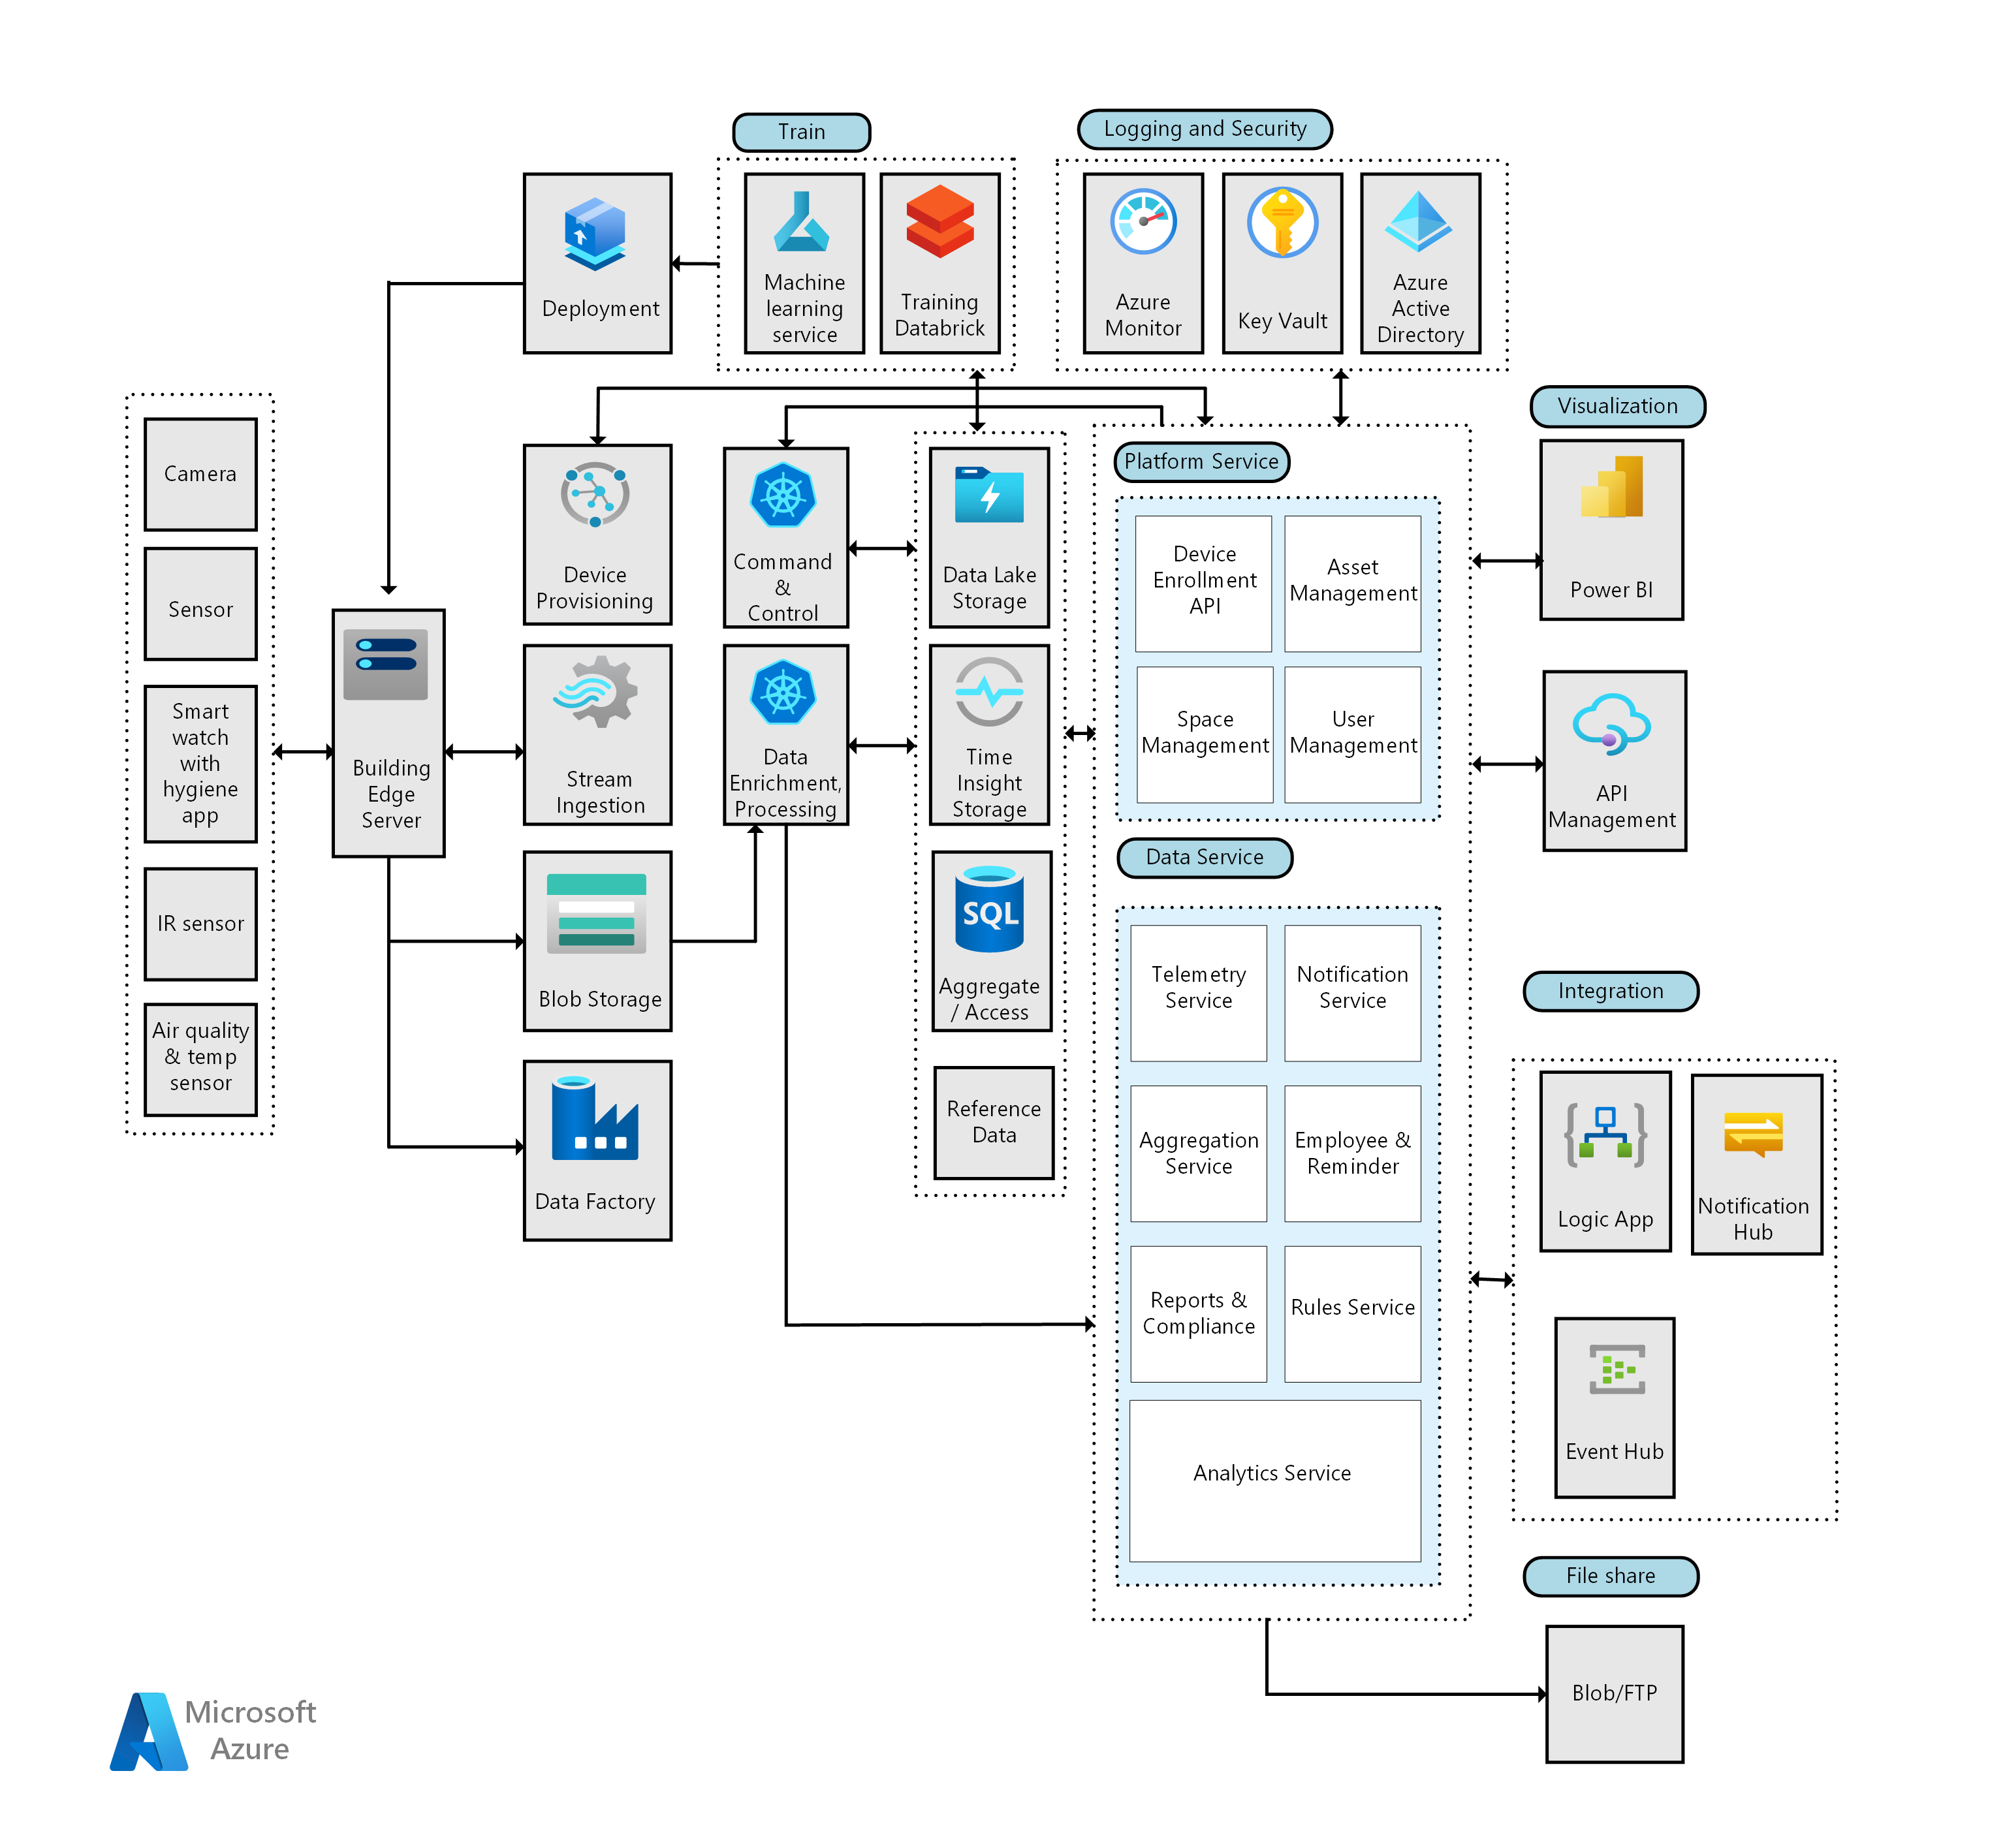 Train
Logging and Security
Deployment
Machine
learning
service
Training
Databrick
Azure
Monitor
Key Vault
Azure
Active
Directory
Visualization
Camera
Sensor
Smart
watch
with
hygiene
app
IR sensor
Air quality
& temp
sensor
Building
Edge
Server
Device
Provisioning
Stream
Ingestion
Blob Storage
Data Factory
Command
&
Control
Data
Enrichment,
Processing
Data Lake
Storage
Time
Insight
Storage
SQL
Aggregate
/ Access
Reference
Data
Platform Service
Device
Enrollment
API
Asset
Management
Space
Management
User
Management
Data Service
Telemetry
Service
Notification
Service
Aggregation
Service
Employee &
Reminder
Reports &
Compliance
Rules Service
Analytics Service
Power BI
API
Management
Integration
Logic App
Notification
Hub
Event Hub
File share
Blob/FTP
Microsoft
Azure